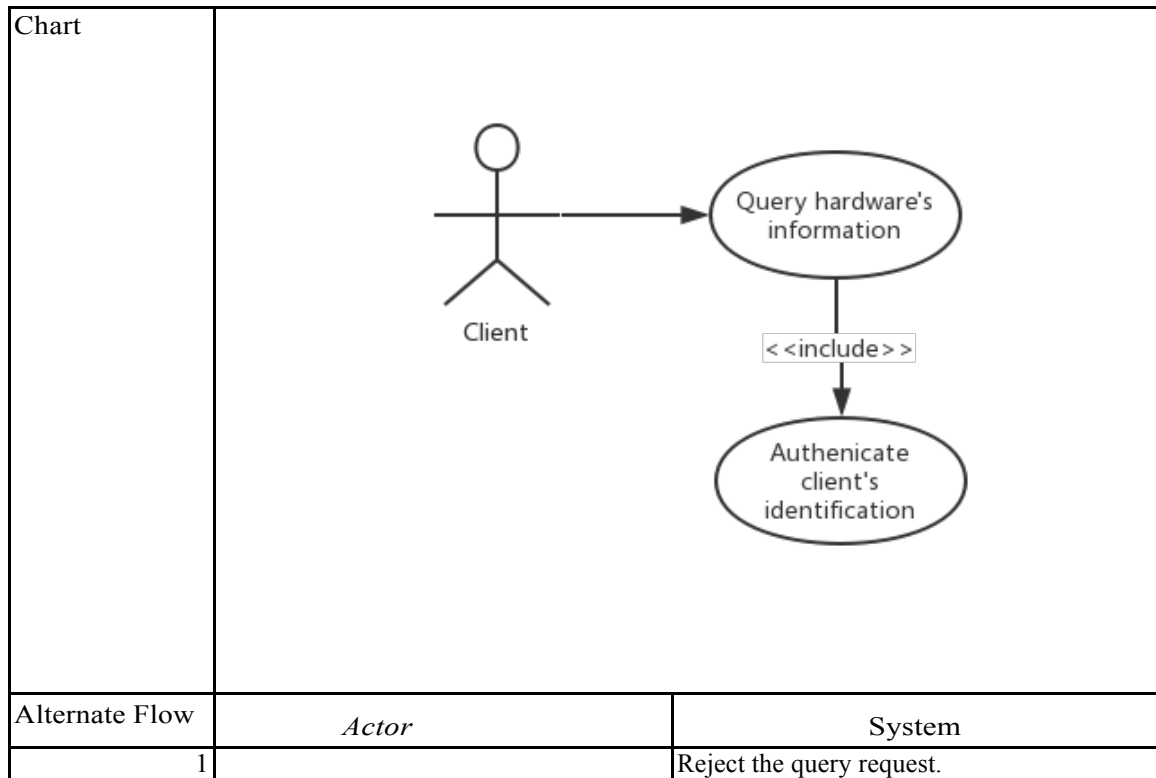 Chart
Query hardware's
information
Client
< <include> >
Authenicate
client's
identification
Alternate Flow
Actor
System
1
Reject the query request.